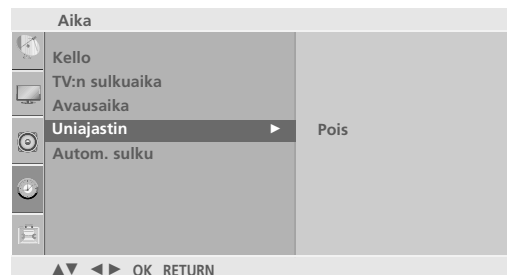 Aika
Kello
TV:n sulkuaika
Avausaika
Uniajastin ► Pois
Autom. sulku
▲▼ ◄► OK RETURN